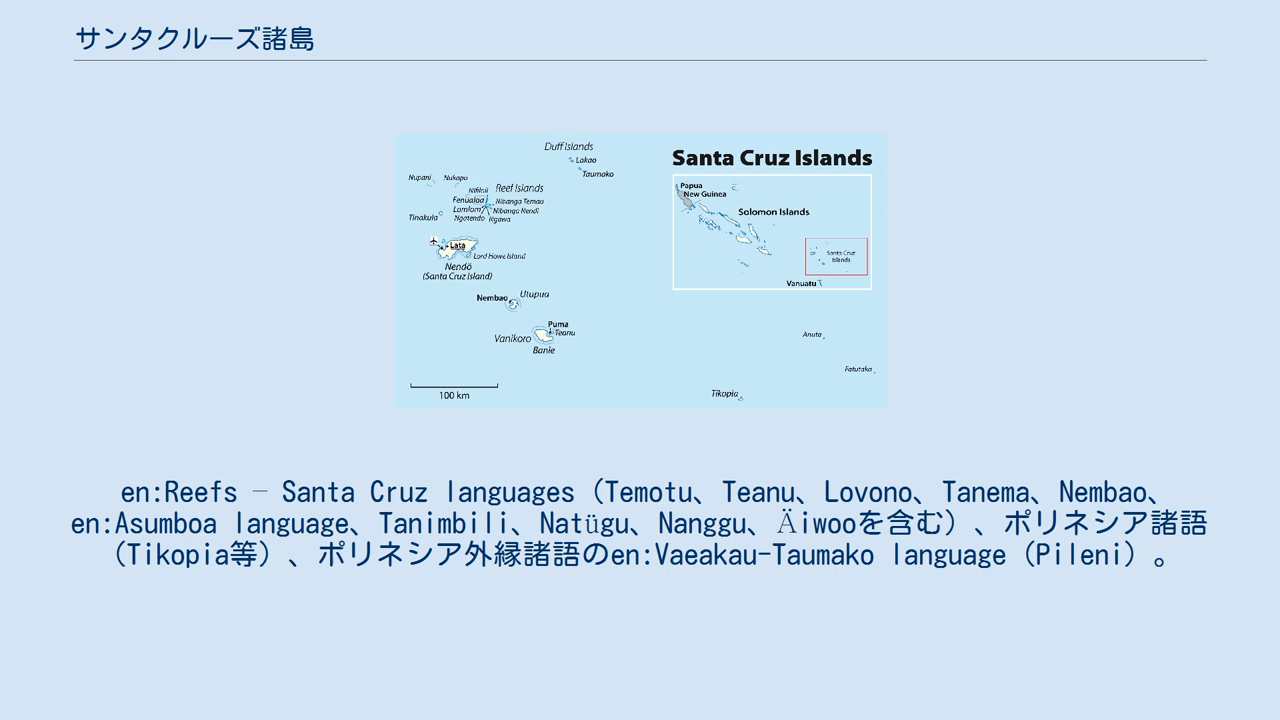 サンタクルーズ諸島
Duff Islands
Lakao
Taumako
Nupani
Nukapu
Nifiloli
Reef Islands
Fenualoa
Nibanga Temau
Lomlom
Nibanga Nendi
Tinakula
Ngatendo
Ngawa
Lata
Lord Howe Island
Nendö
(Santa Cruz Island)
Nembao
Utupua
Puma
Teanu
Vanikoro
Banie
100 km
Santa Cruz Islands
Papua
New Guinea
Solomon Islands
Santa Cruz
Islands
Vanuatu
Anuta
Fatutaka
Tikopia
en:Reefs – Santa Cruz languages（Temotu、Teanu、Lovono、Tanema、Nembao、
en:Asumboa language、Tanimbili、Natügu、Nanggu、Äiwooを含む）、ポリネシア諸語
（Tikopia等）、ポリネシア外縁諸語のen:Vaeakau-Taumako language（Pileni）。